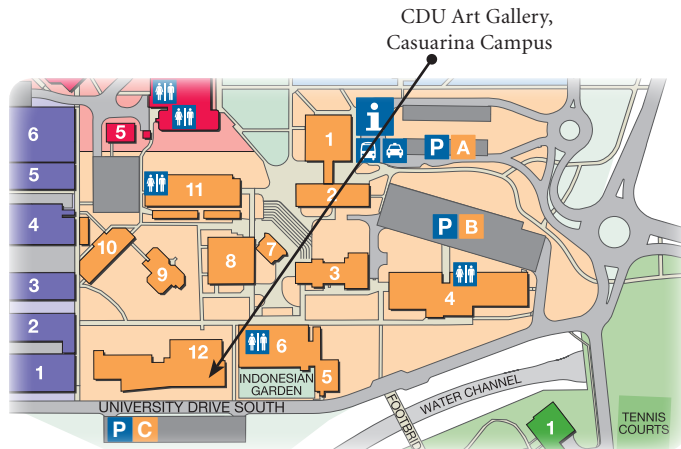 CDU Art Gallery,
Casuarina Campus
6
5
1
i
P A
5
11
2
P B
4
10
9
8
7
3
4
3
2
1
12
6
5
INDONESIAN
GARDEN
UNIVERSITY DRIVE SOUTH
P C
FOOTBRID
WATER CHANNEL
1
TENNIS
COURTS